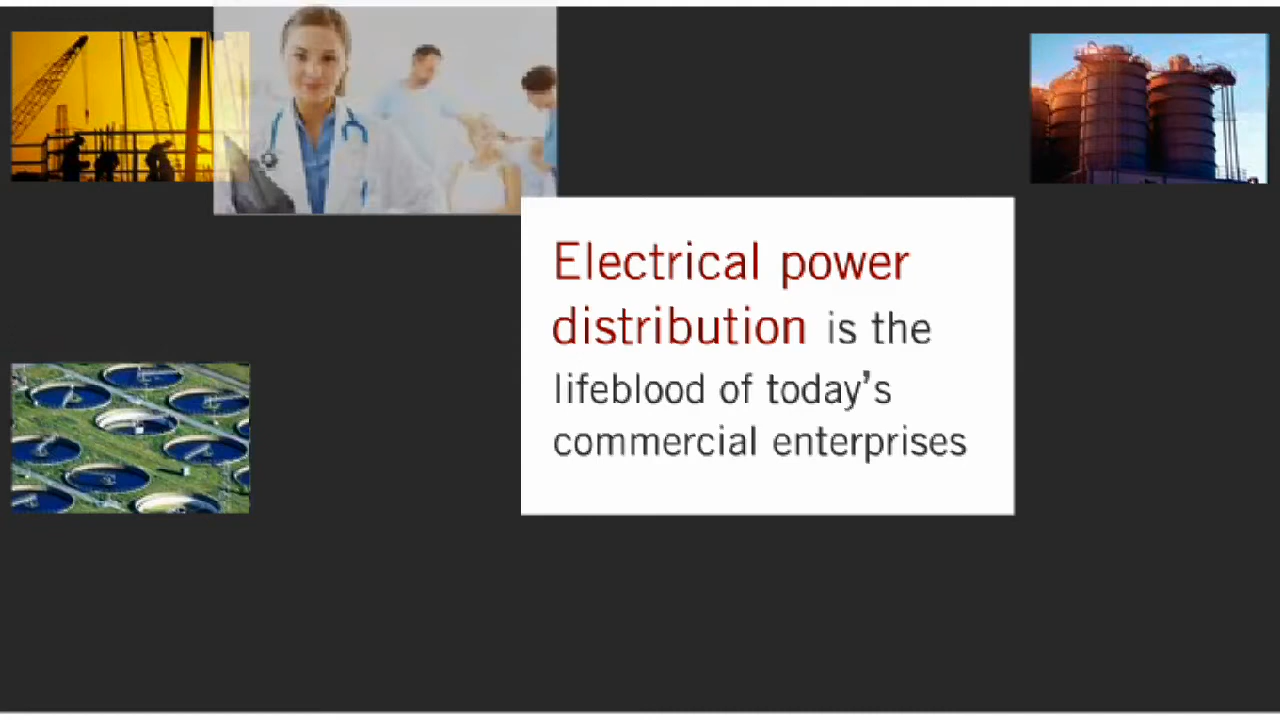 Electrical power
distribution is the
lifeblood of today’s
commercial enterprises